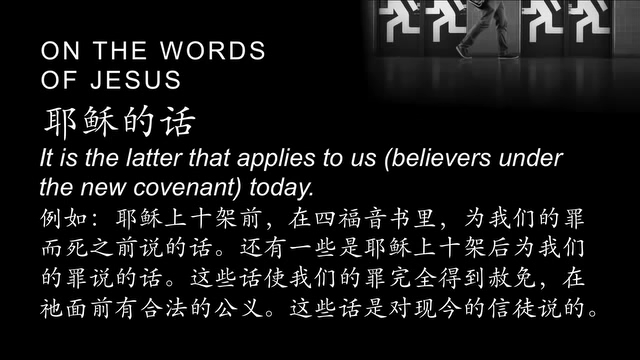 ON THE WORDS
OF JESUS
耶稣的话
It is the latter that applies to us (believers under
the new covenant) today.
例如：耶稣上十架前，在四福音书里，为我们的罪
而死之前说的话。还有一些是耶稣上十架后为我们
的罪说的话。这些话使我们的罪完全得到赦免，在
祂面前有合法的公义。这些话是对现今的信徒说的。